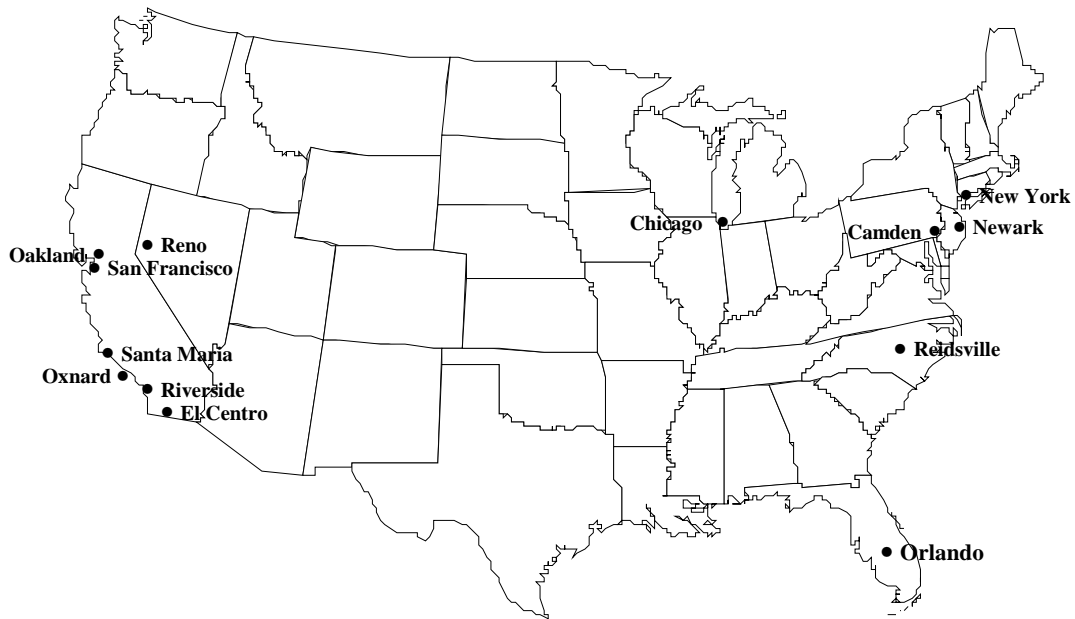 New York
Chicago
Camden
Newark
Reno
Oakland
San Francisco
Santa Maria
Reidsville
Oxnard
Riverside
El Centro
Orlando